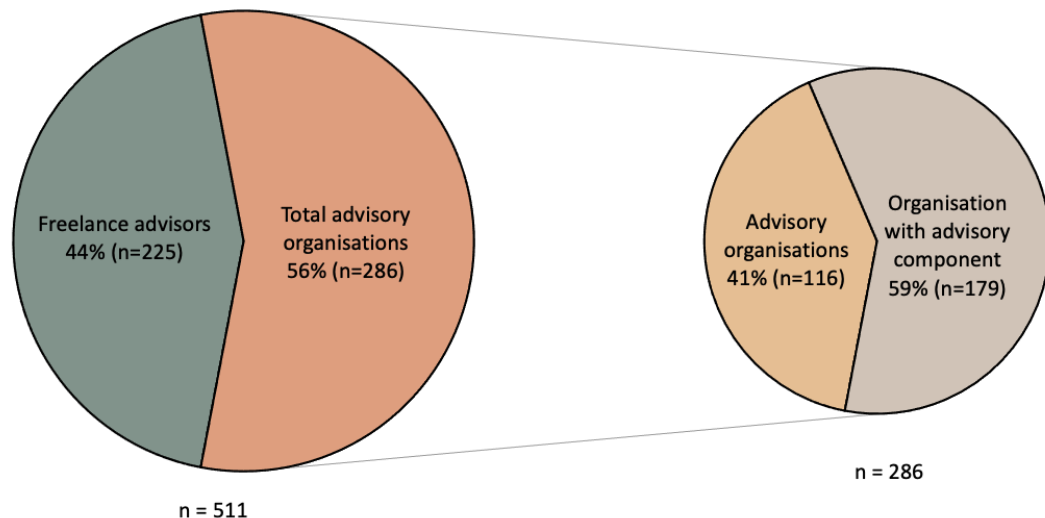 Freelance advisors
44% (n=225)
Total advisory
organisations
56% (n=286)
n = 511
Advisory
organisations
41% (n=116)
Organisation
with advisory
component
59% (n=179)
n = 286